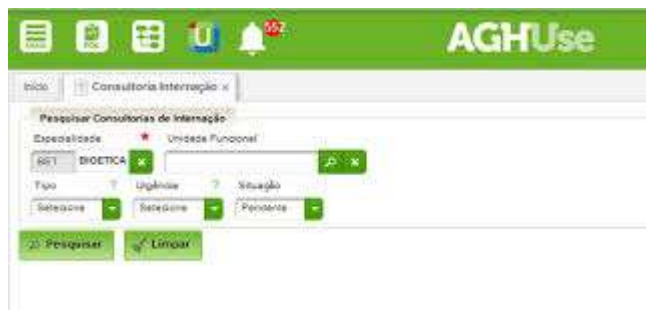 552
AGHUse
Início
Consultoria Internação ×
Pesquisar Consultorias de Internação
Especialidade * Unidade Funcional
BIOETICA
Tipo ? Urgência ? Situação
Selecione Selecione Pendente
Pesquisar Limpar